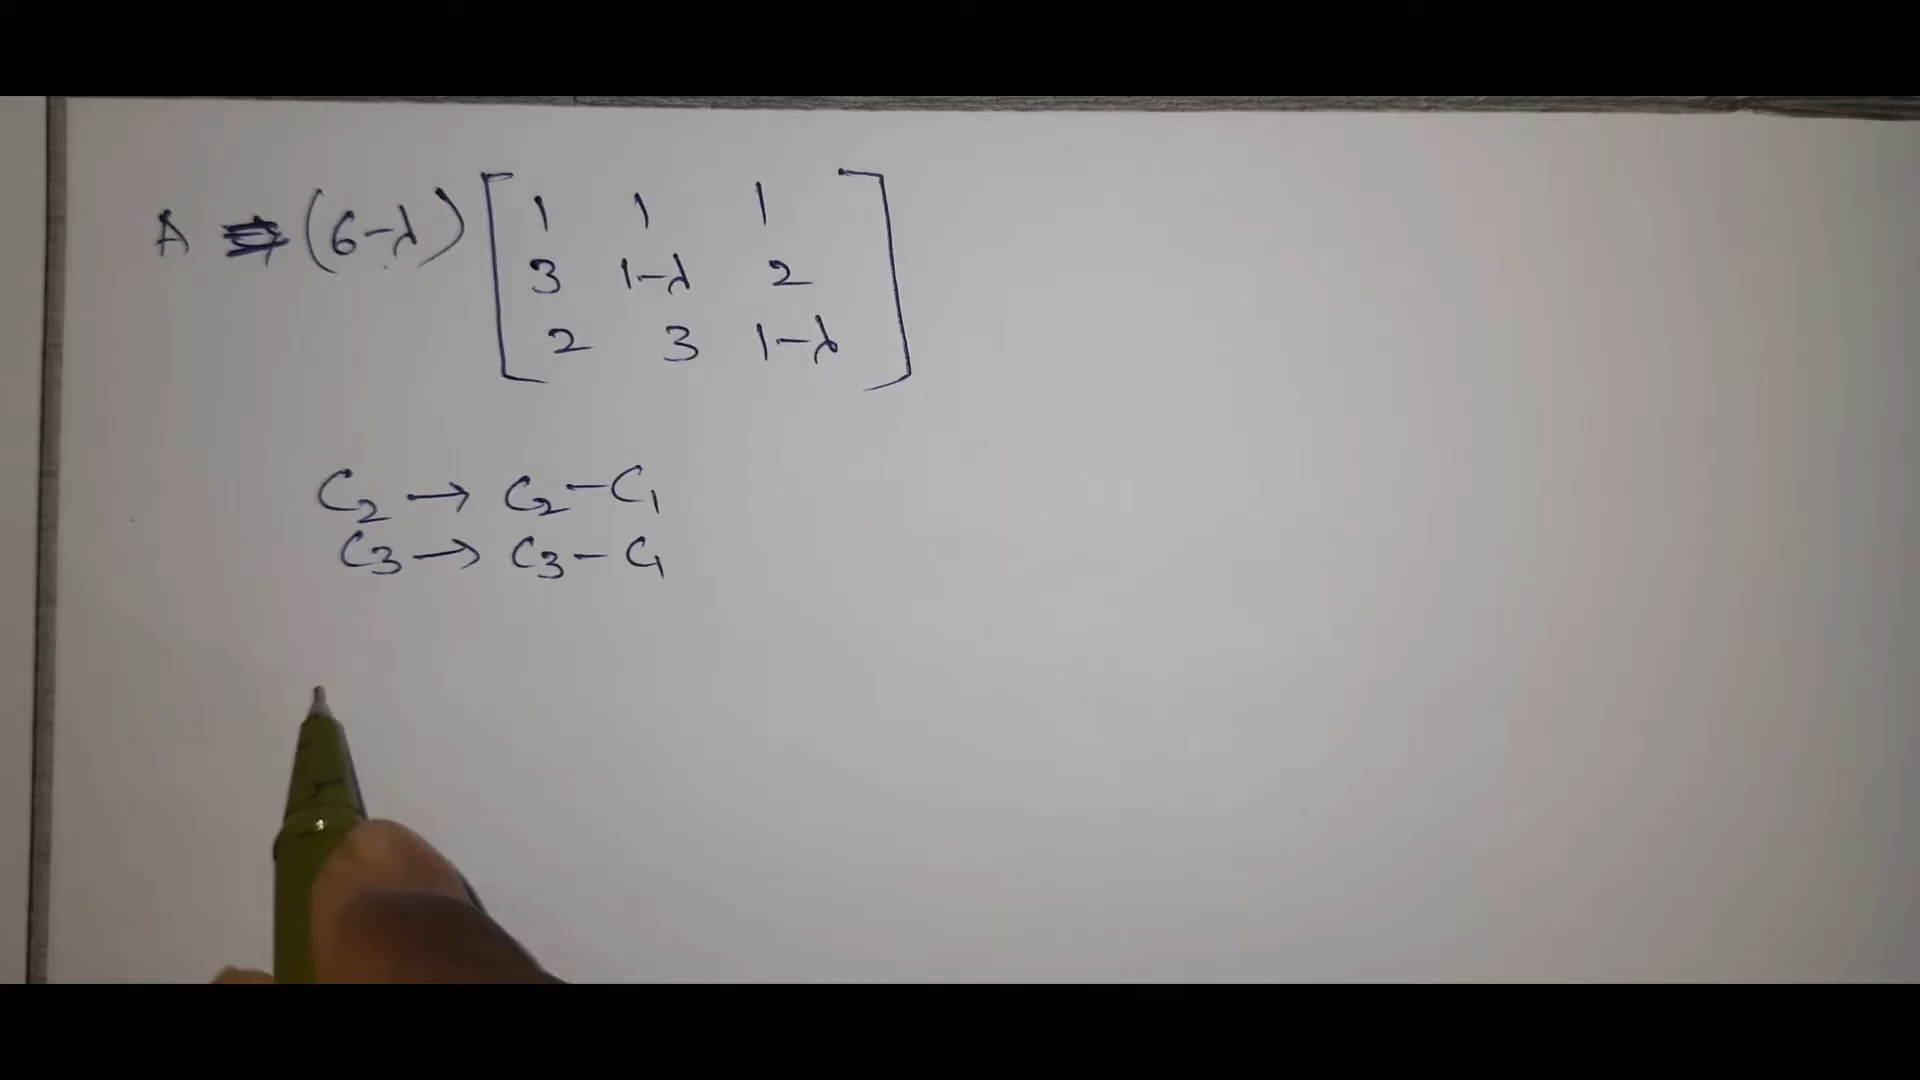 A (6-λ) [ 1 1 1
3 1-λ 2
2 3 1-λ ]
C₂ → C₂ - C₁
C₃ → C₃ - C₁